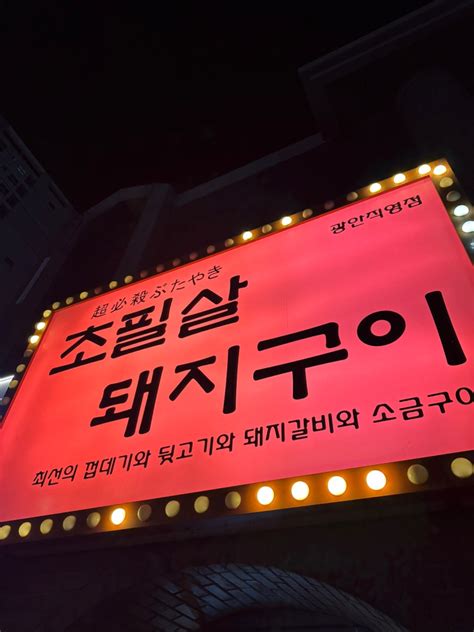 광안직영점
超必殺ぶたやき
초필살
돼지구이
최선의 껍데기와 뒷고기와 돼지갈비와 소금구이